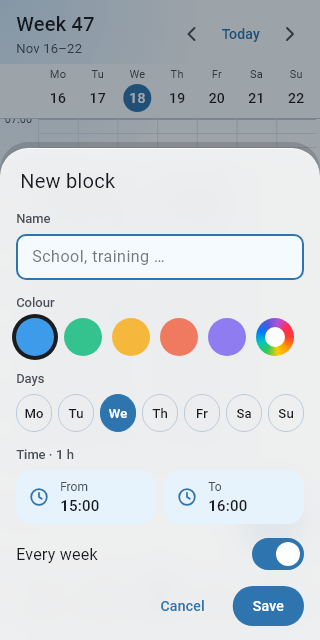 Week 47
Nov 16–22
Today
Mo Tu We Th Fr Sa Su
16 17 18 19 20 21 22
07:00
New block
Name
School, training …
Colour
Days
Mo Tu We Th Fr Sa Su
Time · 1 h
From
15:00
To
16:00
Every week
Cancel
Save